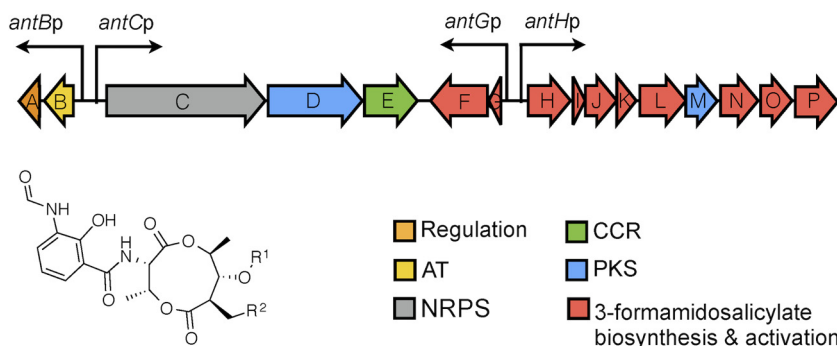 antBp antCp antGp antHp
A B C D E F G H I J K L M N O P
O
NH
OH
H
N
O
O
O
R¹
O
O
O
R²
Regulation
AT
NRPS
CCR
PKS
3-formamidosalicylate
biosynthesis & activation